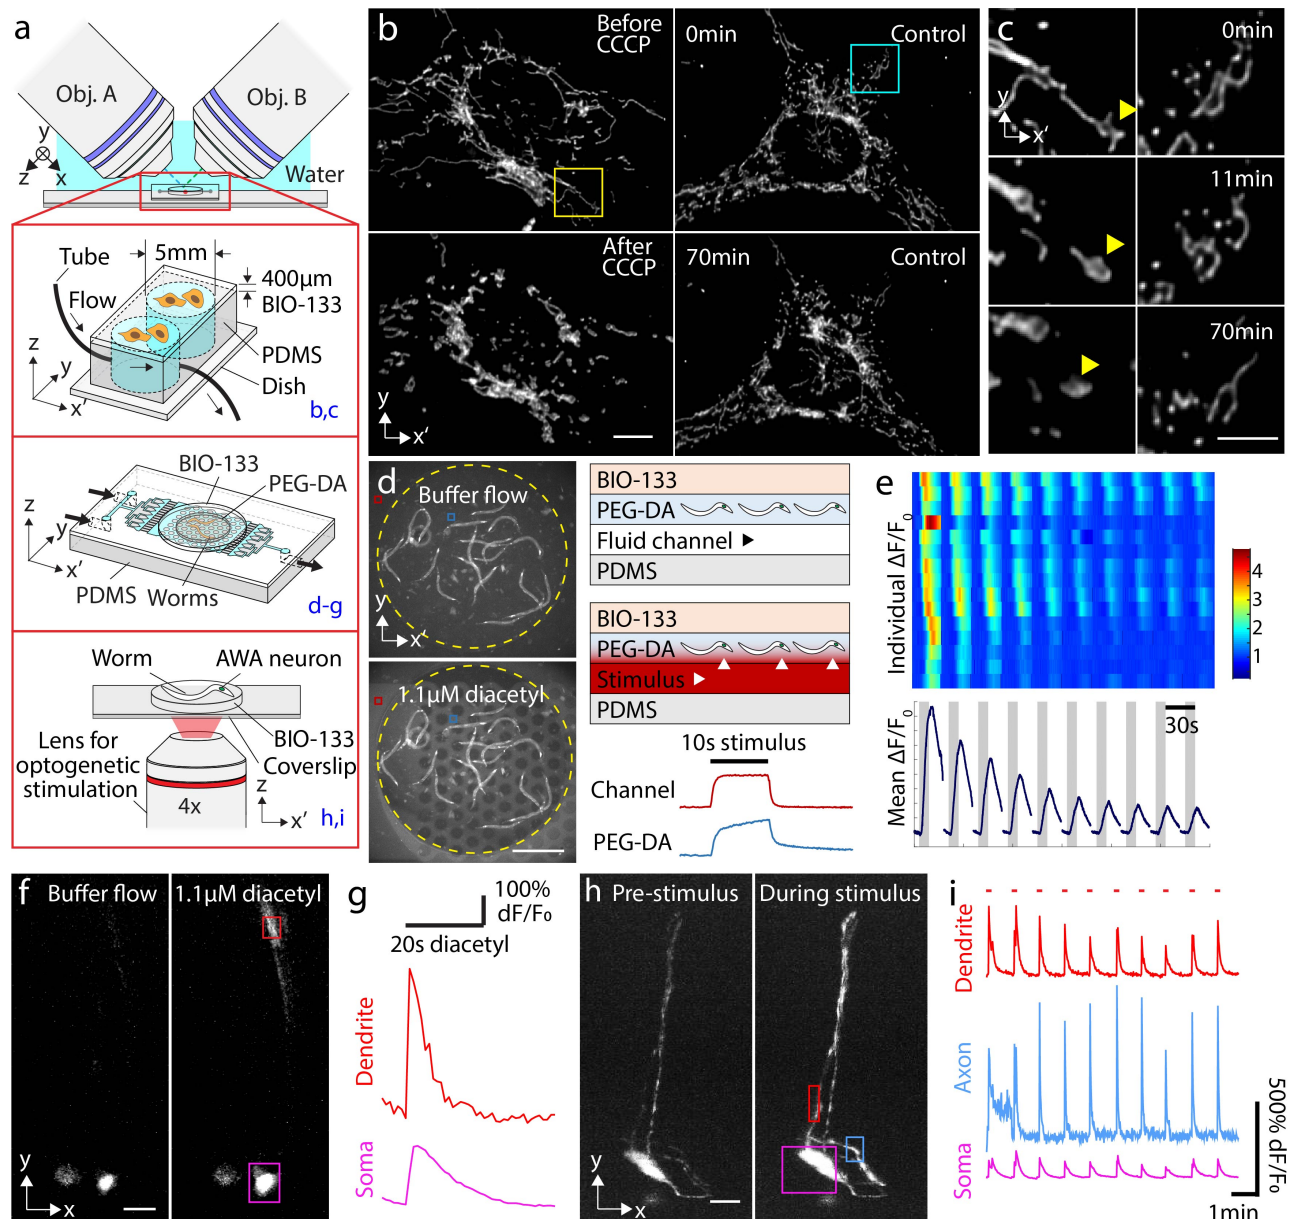 a
Obj. A
Obj. B
y
z
x
Water
Tube
5mm
Flow
400μm
BIO-133
z
y
x'
PDMS
Dish
b,c
BIO-133
PEG-DA
z
y
x'
PDMS
Worms
d-g
Worm
AWA neuron
BIO-133
Coverslip
Lens for
optogenetic
stimulation
4x
z
x'
h,i
b
Before
CCCP
0min
Control
After
CCCP
70min
Control
y
x'
c
0min
y
x'
11min
70min
d
Buffer flow
y
x'
1.1μM diacetyl
BIO-133
PEG-DA
Fluid channel
PDMS
BIO-133
PEG-DA
Stimulus
PDMS
10s stimulus
Channel
PEG-DA
e
Individual ΔF/F0
4
3
2
1
Mean ΔF/F0
30s
f
Buffer flow
1.1μM diacetyl
y
x
g
100%
dF/F₀
20s diacetyl
Dendrite
Soma
h
Pre-stimulus
During stimulus
y
x
i
Dendrite
Axon
Soma
500% dF/F₀
1min